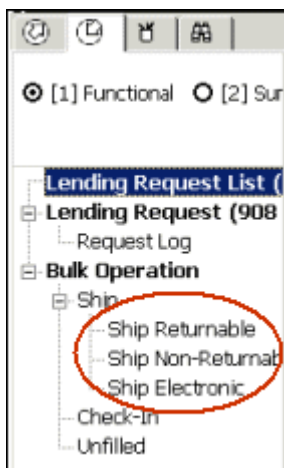 [1] Functional [2] Sur
Lending Request List (
Lending Request (908
Request Log
Bulk Operation
Ship
Ship Returnable
Ship Non-Returnab
Ship Electronic
Check-In
Unfilled